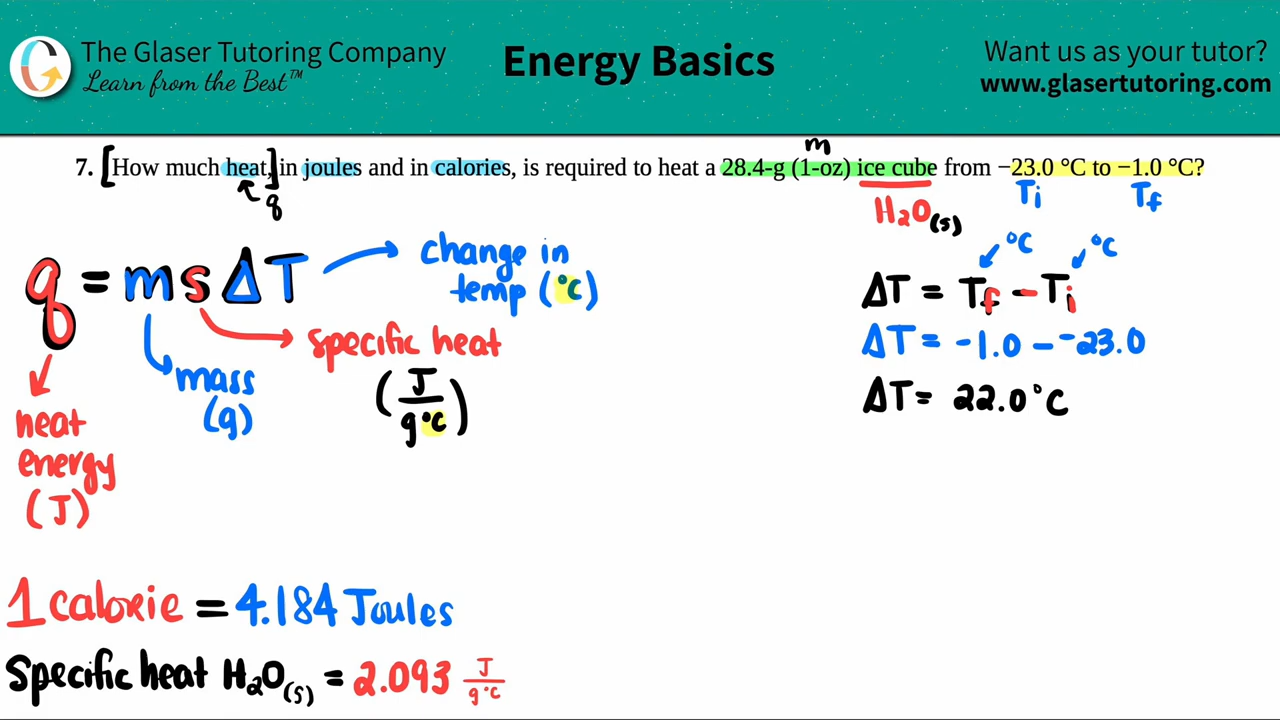 The Glaser Tutoring Company
Learn from the Best™
Energy Basics
Want us as your tutor?
www.glasertutoring.com
m
7. [How much heat,] in joules and in calories, is required to heat a 28.4-g (1-oz) ice cube from −23.0 °C to −1.0 °C?
q
H₂O(s)
Ti
Tf
q = m s ΔT
change in
temp (°C)
specific heat
(J/g°C)
mass
(g)
heat
energy
(J)
°C
°C
ΔT = Tf - Ti
ΔT = -1.0 - -23.0
ΔT = 22.0°C
1 calorie = 4.184 Joules
Specific heat H₂O(s) = 2.093 J/g°C